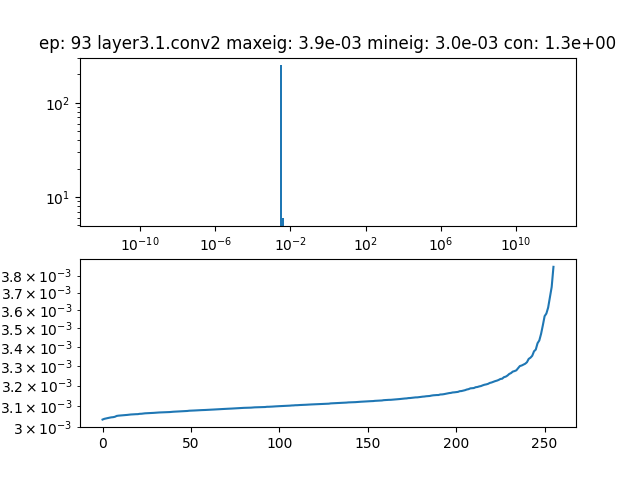 ep: 93 layer3.1.conv2 maxeig: 3.9e-03 mineig: 3.0e-03 con: 1.3e+00
10²
10¹
10⁻¹⁰ 10⁻⁶ 10⁻² 10² 10⁶ 10¹⁰
3.8 × 10⁻³
3.7 × 10⁻³
3.6 × 10⁻³
3.5 × 10⁻³
3.4 × 10⁻³
3.3 × 10⁻³
3.2 × 10⁻³
3.1 × 10⁻³
3 × 10⁻³
0 50 100 150 200 250